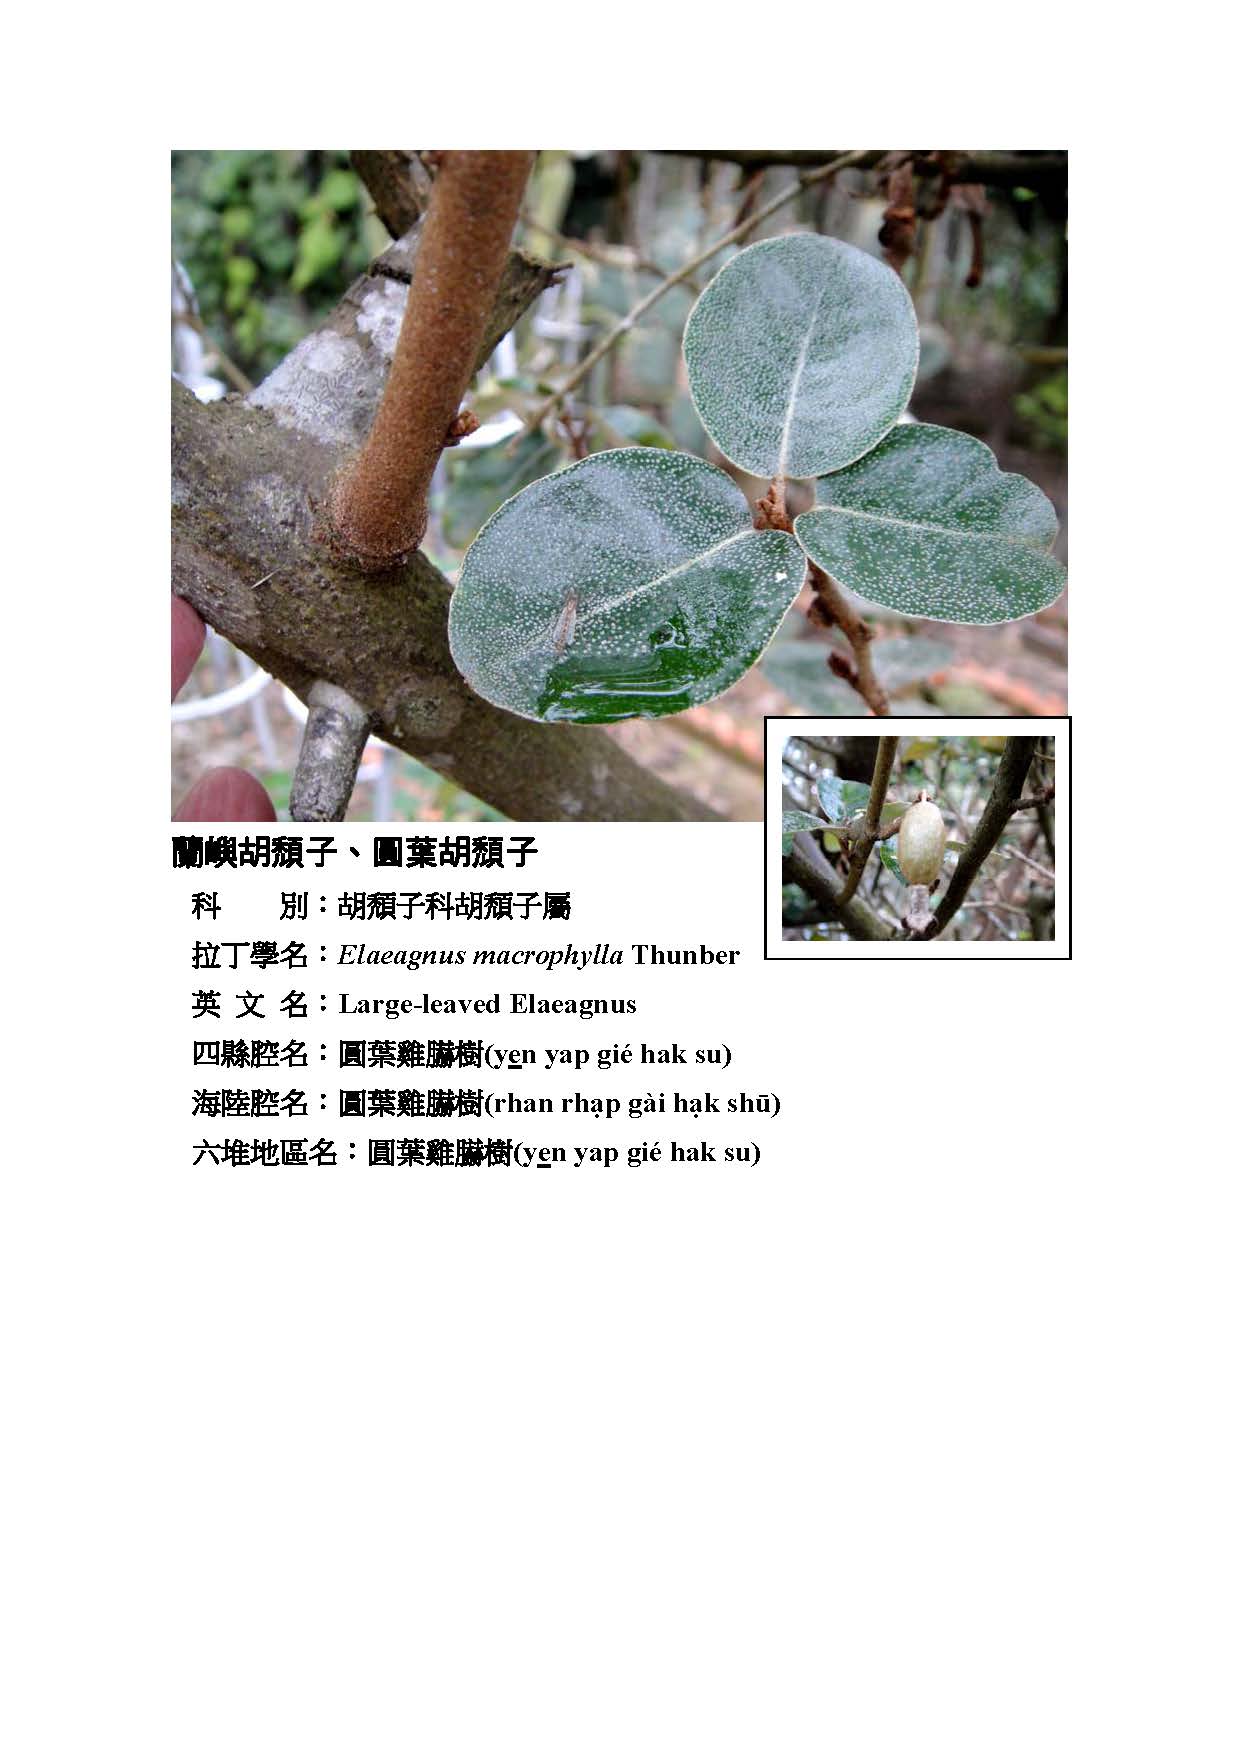 蘭嶼胡頹子、圓葉胡頹子
科　　別：胡頹子科胡頹子屬
拉丁學名：Elaeagnus macrophylla Thunber
英 文 名：Large-leaved Elaeagnus
四縣腔名：圓葉雞膆樹(yen yap gié hak su)
海陸腔名：圓葉雞膆樹(rhan rhạp gài hạk shū)
六堆地區名：圓葉雞膆樹(yen yap gié hak su)